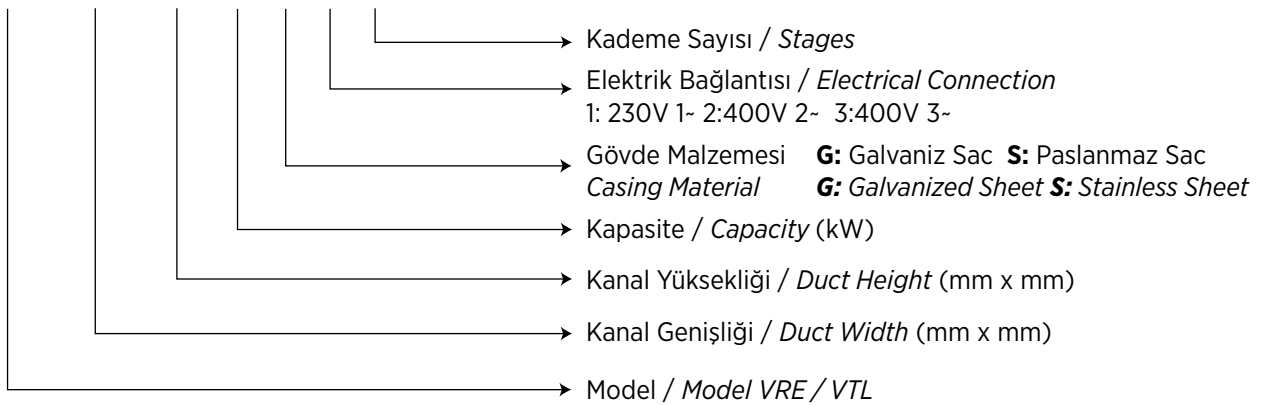 Kademe Sayısı / Stages
Elektrik Bağlantısı / Electrical Connection
1: 230V 1~ 2:400V 2~ 3:400V 3~
Gövde Malzemesi G: Galvaniz Sac S: Paslanmaz Sac
Casing Material G: Galvanized Sheet S: Stainless Sheet
Kapasite / Capacity (kW)
Kanal Yüksekliği / Duct Height (mm x mm)
Kanal Genişliği / Duct Width (mm x mm)
Model / Model VRE / VTL